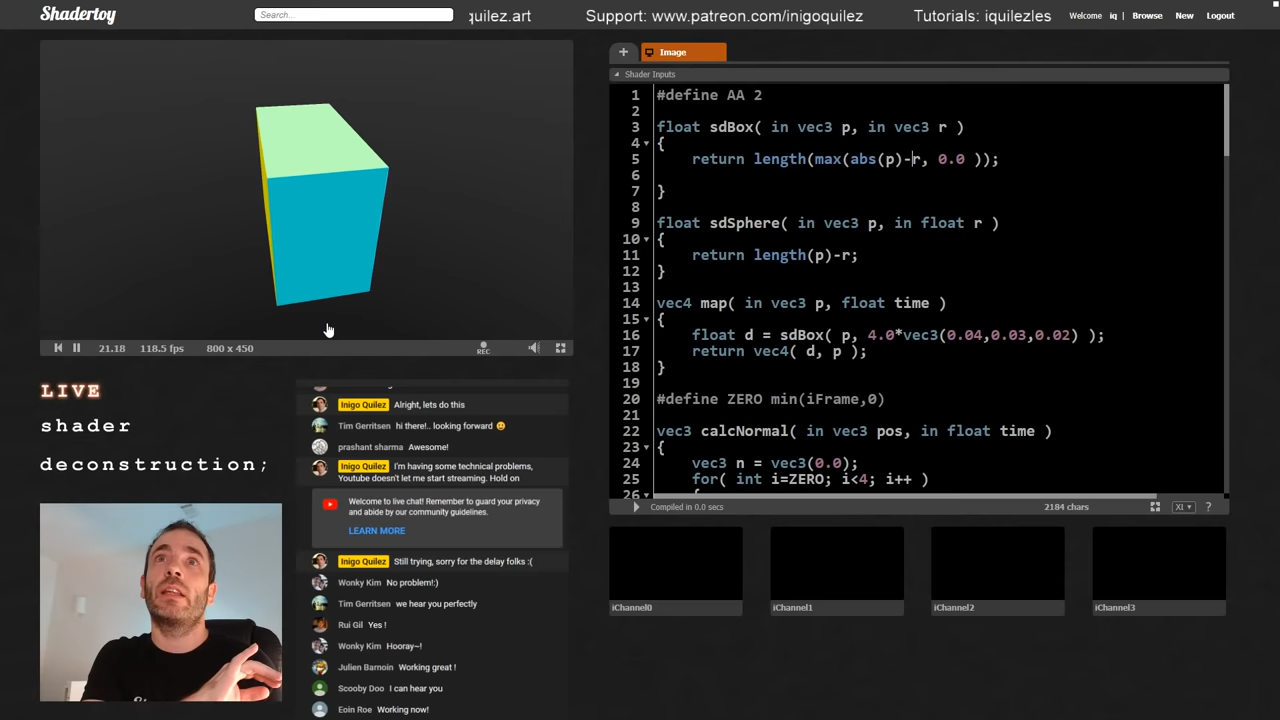 Shadertoy
Search...
quilez.art
Support: www.patreon.com/inigoquilez
Tutorials: iquilezles
Welcome iq | Browse New Logout
+ Image
Shader Inputs
1 #define AA 2
2
3 float sdBox( in vec3 p, in vec3 r )
4 {
5 return length(max(abs(p)-r, 0.0 ));
6
7 }
8
9 float sdSphere( in vec3 p, in float r )
10 {
11 return length(p)-r;
12 }
13
14 vec4 map( in vec3 p, float time )
15 {
16 float d = sdBox( p, 4.0*vec3(0.04,0.03,0.02) );
17 return vec4( d, p );
18 }
19
20 #define ZERO min(iFrame,0)
21
22 vec3 calcNormal( in vec3 pos, in float time )
23 {
24 vec3 n = vec3(0.0);
25 for( int i=ZERO; i<4; i++ )
26 {
Compiled in 0.0 secs
2184 chars
XI
?
21.18 118.5 fps 800 x 450
REC
LIVE
shader
deconstruction;
Inigo Quilez Alright, lets do this
Tim Gerritsen hi there!.. looking forward 😀
prashant sharma Awesome!
Inigo Quilez I'm having some technical problems,
Youtube doesn't let me start streaming. Hold on
Welcome to live chat! Remember to guard your privacy
and abide by our community guidelines.
LEARN MORE
Inigo Quilez Still trying, sorry for the delay folks :(
Wonky Kim No problem!:)
Tim Gerritsen we hear you perfectly
Rui Gil Yes !
Wonky Kim Hooray~!
Julien Barnoin Working great !
Scooby Doo I can hear you
Eoin Roe Working now!
iChannel0
iChannel1
iChannel2
iChannel3